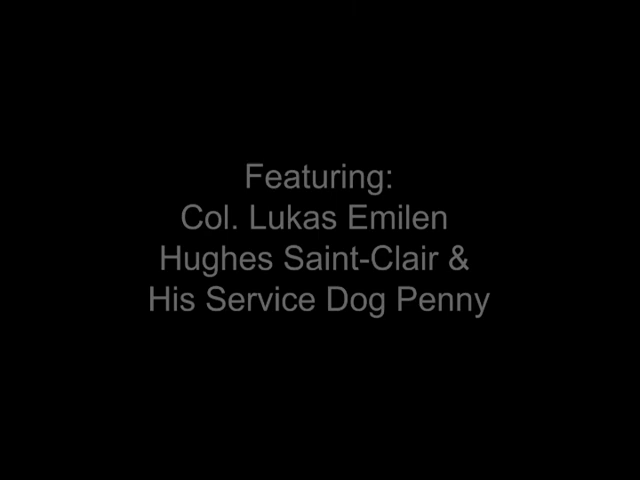 Featuring:
Col. Lukas Emilen
Hughes Saint-Clair &
His Service Dog Penny